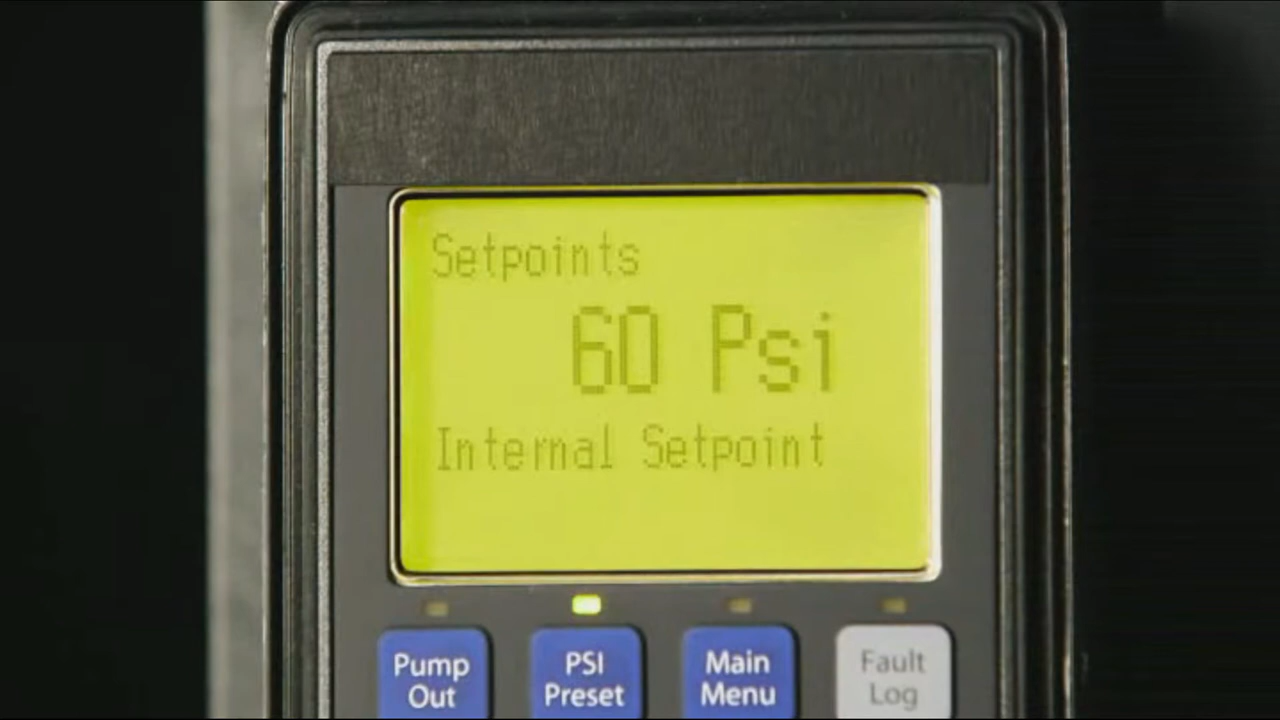 Setpoints
60 Psi
Internal Setpoint
Pump Out
PSI Preset
Main Menu
Fault Log